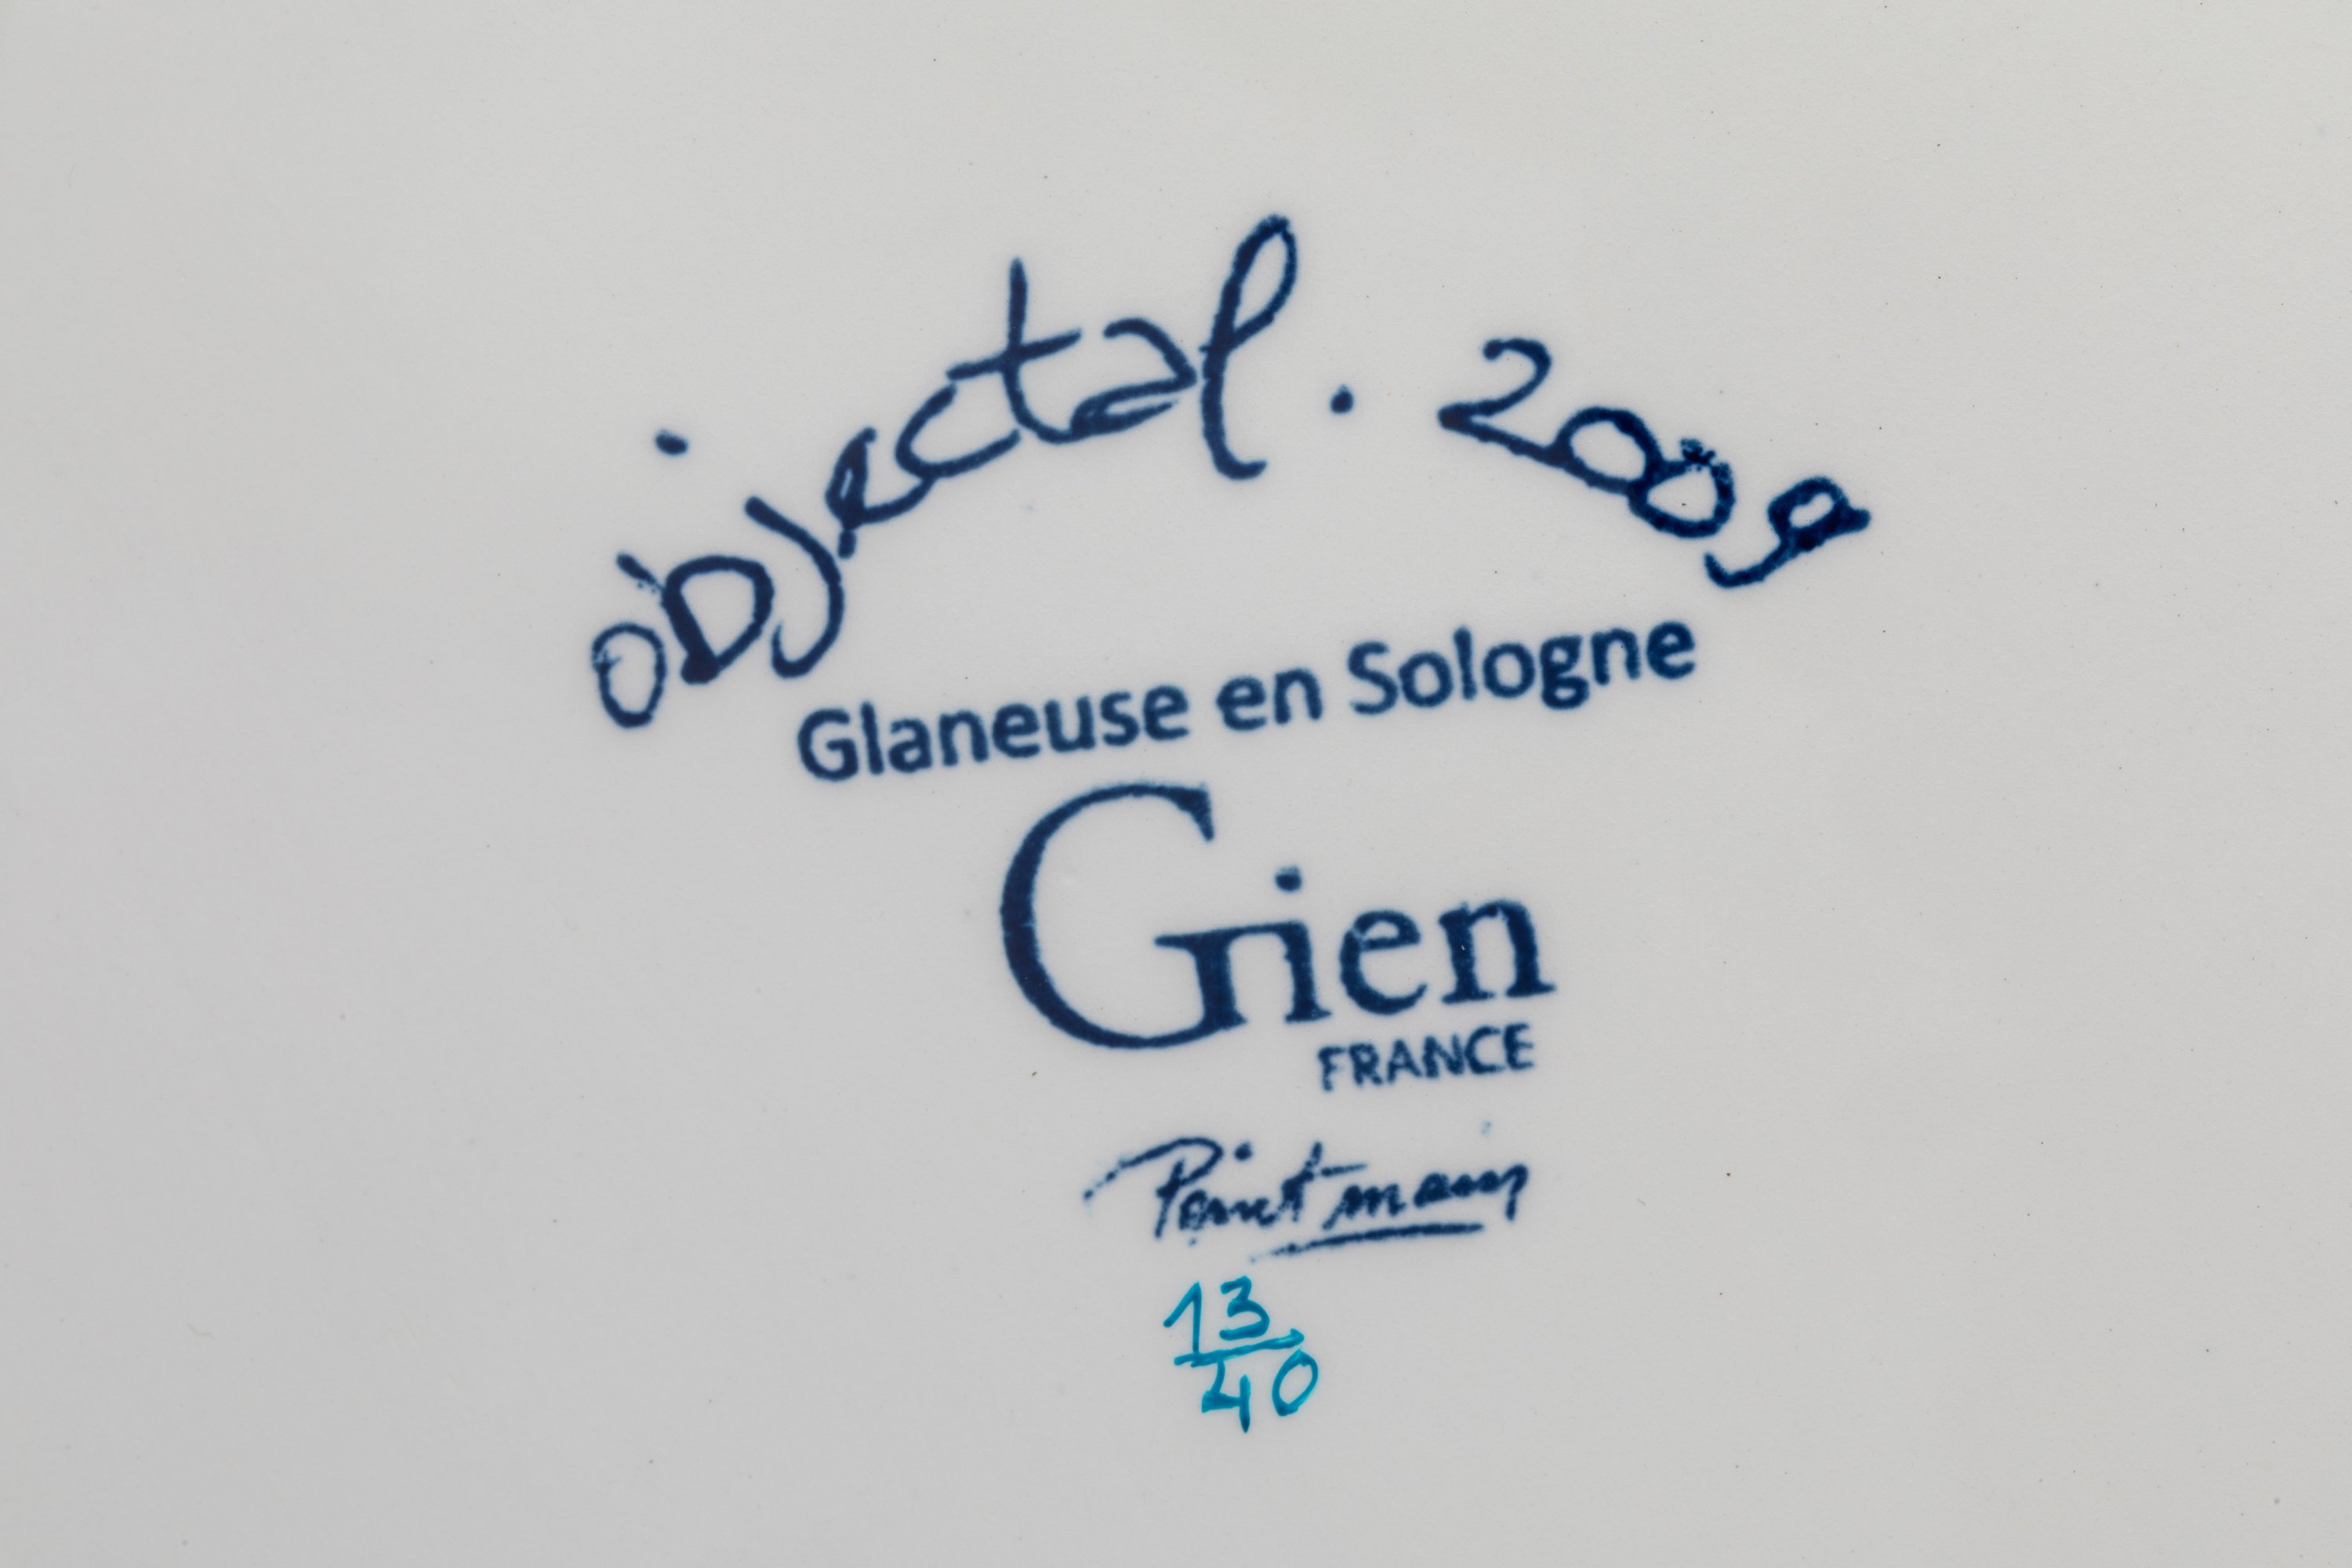 objectal. 2009
Glaneuse en Sologne
Gien
FRANCE
Peint main
13/40